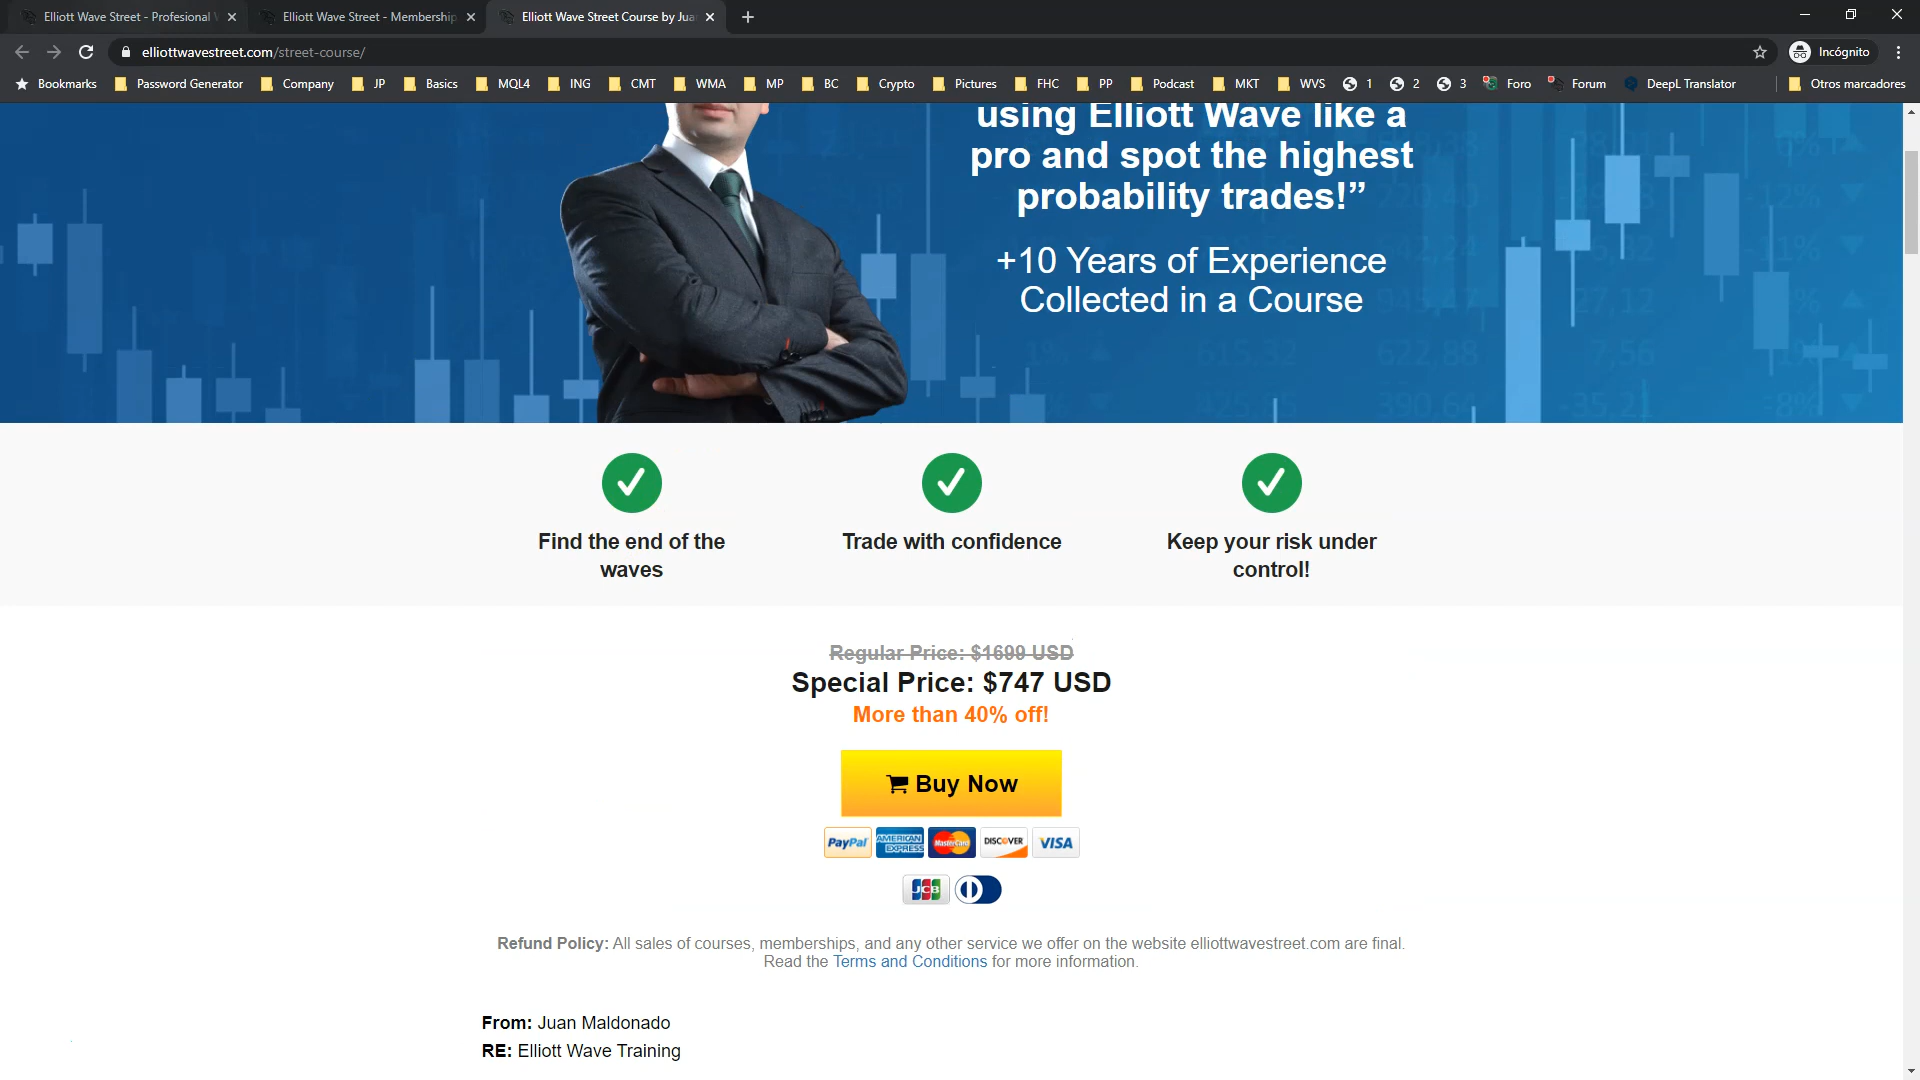 Elliott Wave Street - Profesional
Elliott Wave Street - Membership
Elliott Wave Street Course by Jua
elliottwavestreet.com/street-course/
Incógnito
Bookmarks
Password Generator
Company
JP
Basics
MQL4
ING
CMT
WMA
MP
BC
Crypto
Pictures
FHC
PP
Podcast
MKT
WVS
1
2
3
Foro
Forum
DeepL Translator
Otros marcadores
using Elliott Wave like a
pro and spot the highest
probability trades!”
+10 Years of Experience
Collected in a Course
Find the end of the
waves
Trade with confidence
Keep your risk under
control!
Regular Price: $1699 USD
Special Price: $747 USD
More than 40% off!
Buy Now
PayPal
AMERICAN
EXPRESS
MasterCard
DISCOVER
VISA
JCB
Refund Policy: All sales of courses, memberships, and any other service we offer on the website elliottwavestreet.com are final.
Read the Terms and Conditions for more information.
From: Juan Maldonado
RE: Elliott Wave Training